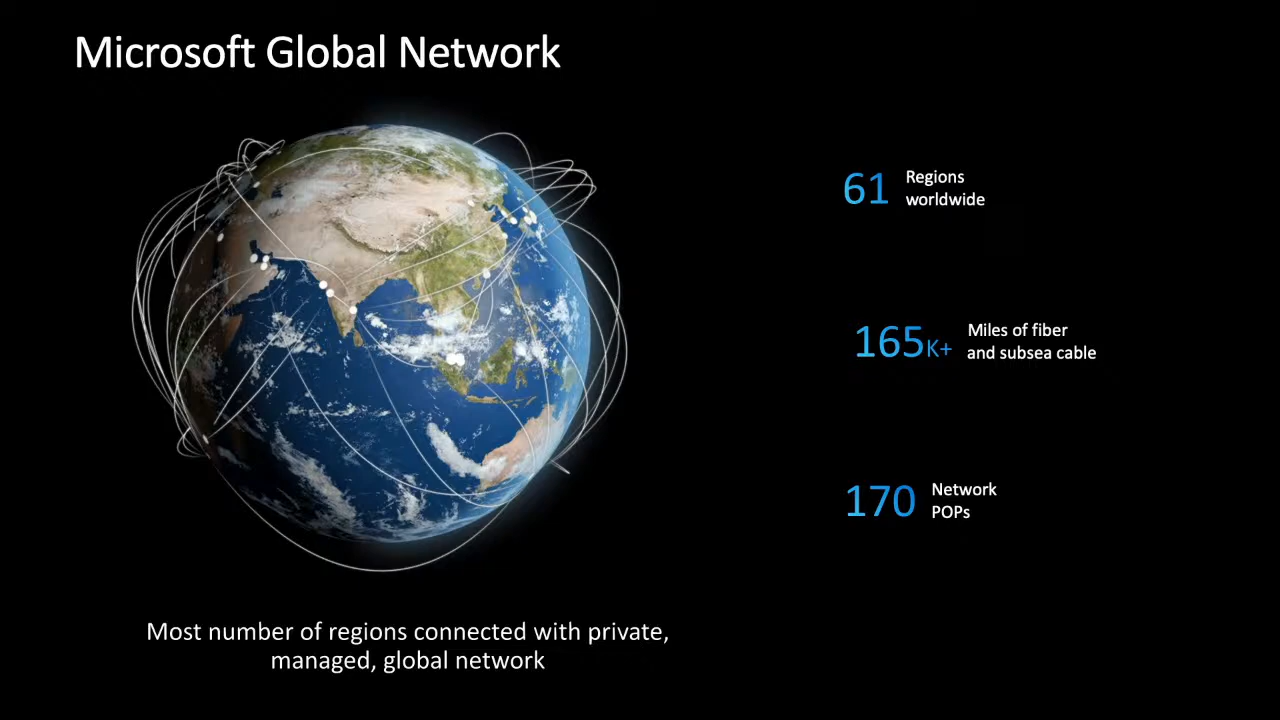 Microsoft Global Network
61 Regions
worldwide
165K+ Miles of fiber
and subsea cable
170 Network
POPs
Most number of regions connected with private,
managed, global network